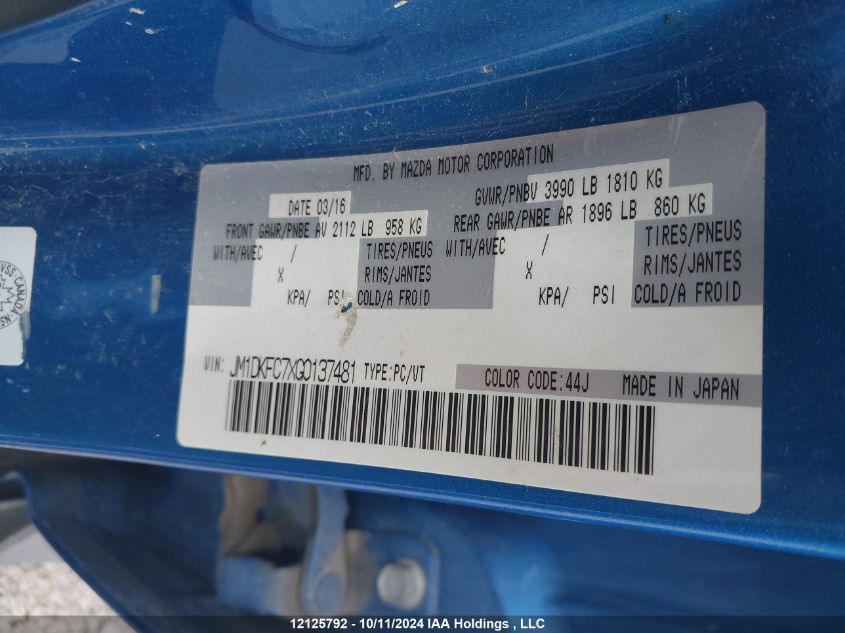 MFD. BY MAZDA MOTOR CORPORATION
DATE 03/16 GVWR/PNBV 3990 LB 1810 KG
FRONT GAWR/PNBE AV 2112 LB 958 KG REAR GAWR/PNBE AR 1896 LB 860 KG
WITH/AVEC / TIRES/PNEUS WITH/AVEC / TIRES/PNEUS
X RIMS/JANTES X RIMS/JANTES
KPA/ PSI COLD/A FROID KPA/ PSI COLD/A FROID
VIN: JM1DKFC7XG0137481 TYPE:PC/VT COLOR CODE:44J MADE IN JAPAN
CANADA
12125792 - 10/11/2024 IAA Holdings , LLC